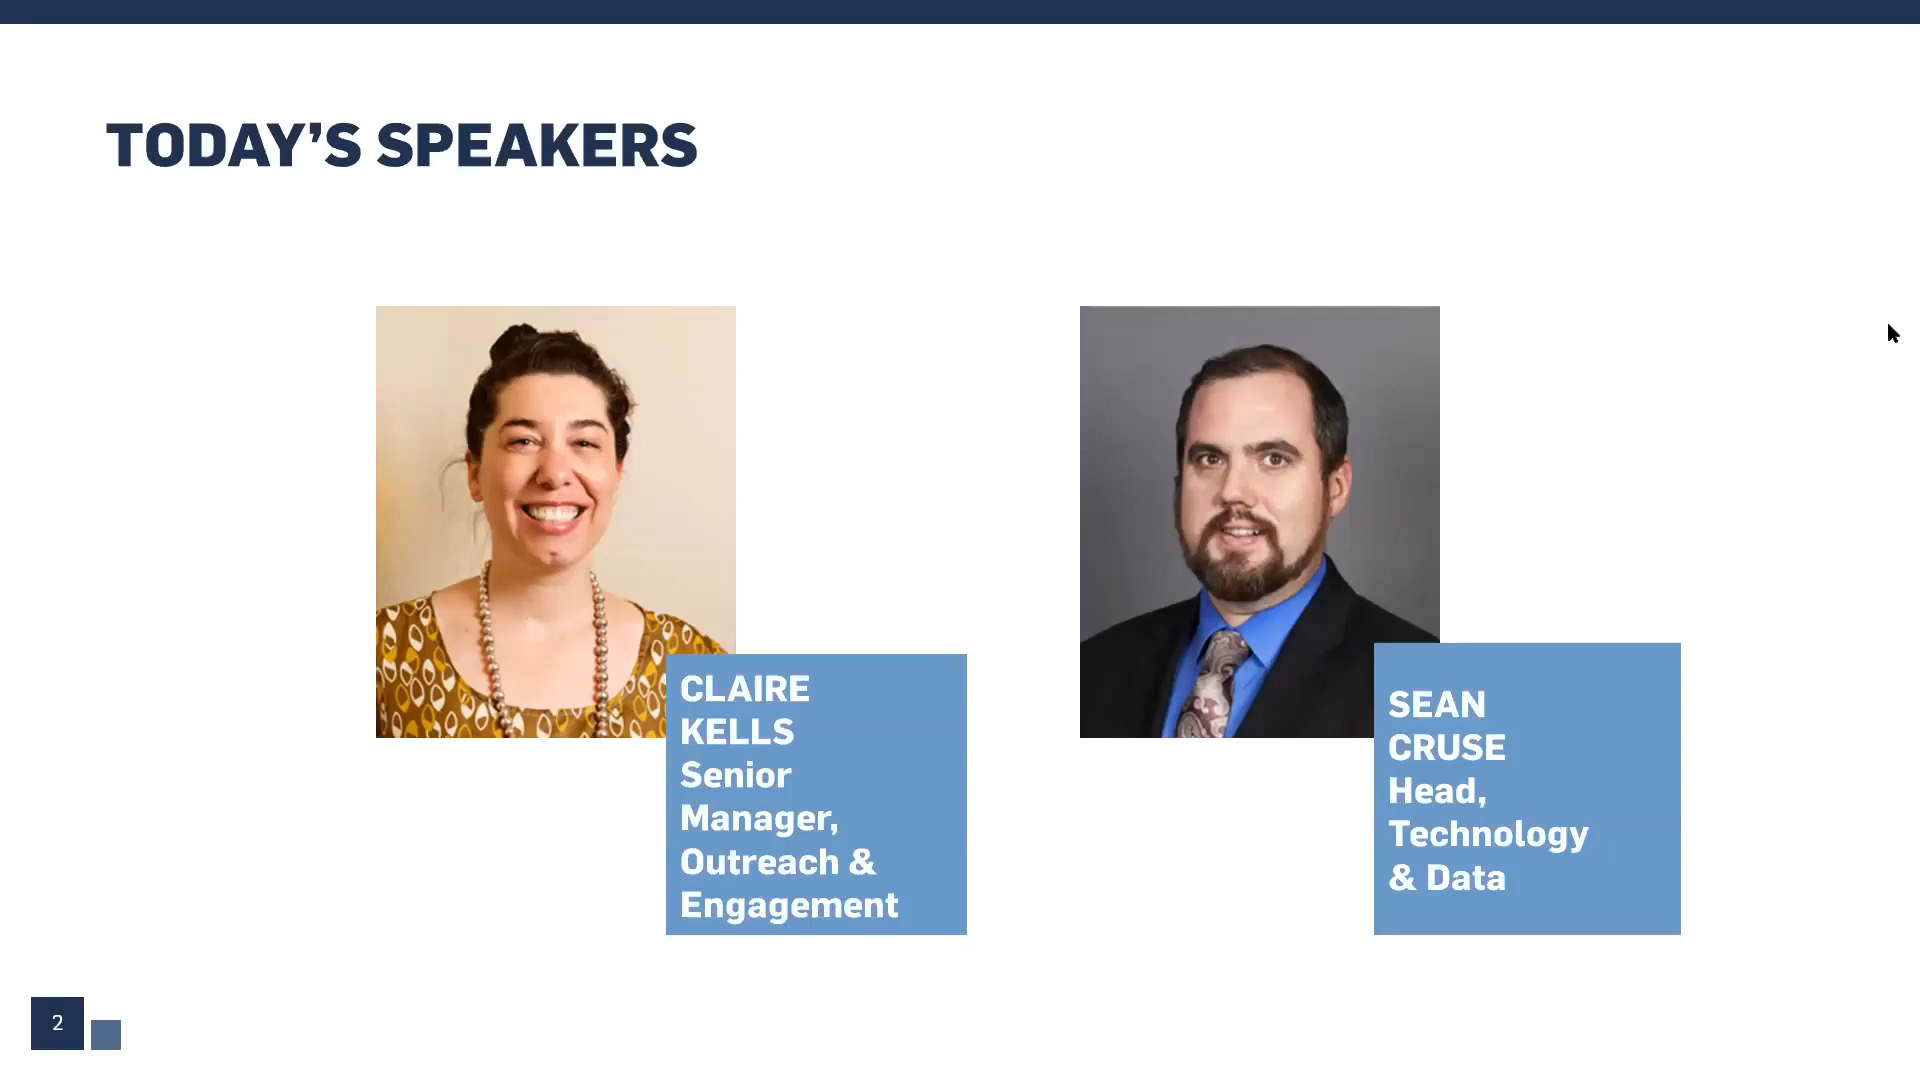 TODAY’S SPEAKERS
CLAIRE
KELLS
Senior
Manager,
Outreach &
Engagement
SEAN
CRUSE
Head,
Technology
& Data
2